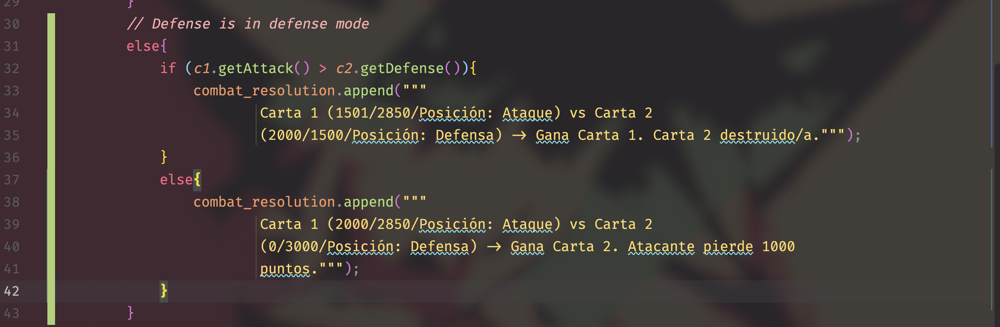 29 }
30 // Defense is in defense mode
31 else{
32 if (c1.getAttack() > c2.getDefense()){
33 combat_resolution.append("""
34 Carta 1 (1501/2850/Posición: Ataque) vs Carta 2
35 (2000/1500/Posición: Defensa) → Gana Carta 1. Carta 2 destruido/a.""");
36 }
37 else{
38 combat_resolution.append("""
39 Carta 1 (2000/2850/Posición: Ataque) vs Carta 2
40 (0/3000/Posición: Defensa) → Gana Carta 2. Atacante pierde 1000
41 puntos.""");
42 }
43 }